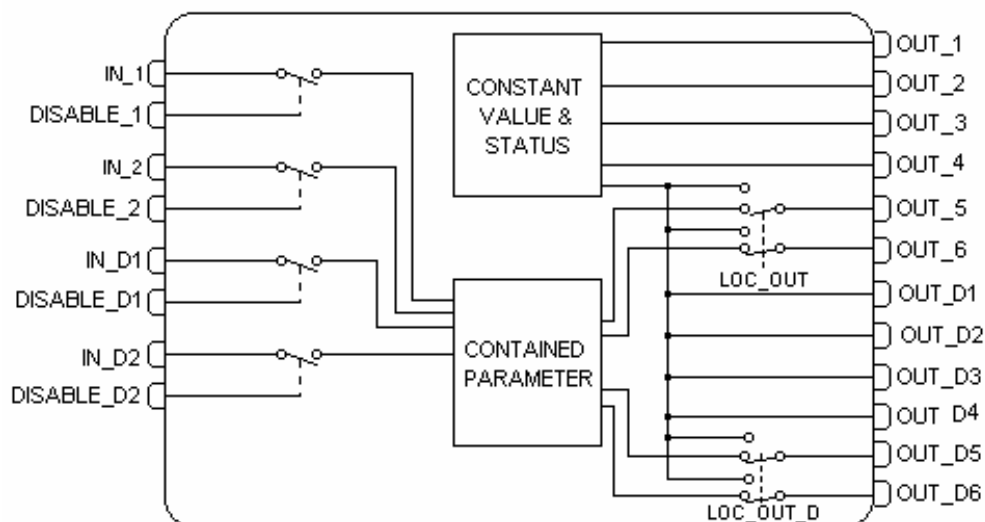 IN_1
DISABLE_1
IN_2
DISABLE_2
IN_D1
DISABLE_D1
IN_D2
DISABLE_D2
CONSTANT
VALUE &
STATUS
CONTAINED
PARAMETER
LOC_OUT
LOC_OUT_D
OUT_1
OUT_2
OUT_3
OUT_4
OUT_5
OUT_6
OUT_D1
OUT_D2
OUT_D3
OUT D4
OUT_D5
OUT_D6